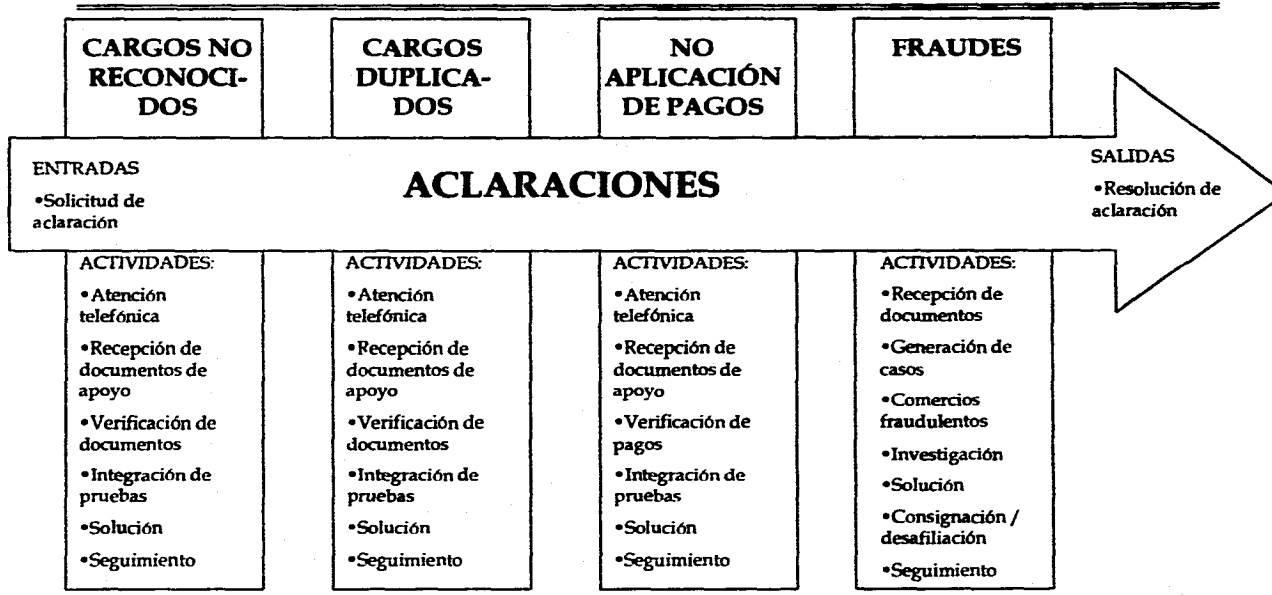 CARGOS NO
RECONOCI-
DOS
CARGOS
DUPLICA-
DOS
NO
APLICACIÓN
DE PAGOS
FRAUDES
ENTRADAS
•Solicitud de
aclaración
ACLARACIONES
SALIDAS
•Resolución de
aclaración
ACTIVIDADES:
•Atención
telefónica
•Recepción de
documentos de
apoyo
•Verificación de
documentos
•Integración de
pruebas
•Solución
•Seguimiento
ACTIVIDADES:
•Atención
telefónica
•Recepción de
documentos de
apoyo
•Verificación de
documentos
•Integración de
pruebas
•Solución
•Seguimiento
ACTIVIDADES:
•Atención
telefónica
•Recepción de
documentos de
apoyo
•Verificación de
pagos
•Integración de
pruebas
•Solución
•Seguimiento
ACTIVIDADES:
•Recepción de
documentos
•Generación de
casos
•Comercios
fraudulentos
•Investigación
•Solución
•Consignación /
desafiliación
•Seguimiento